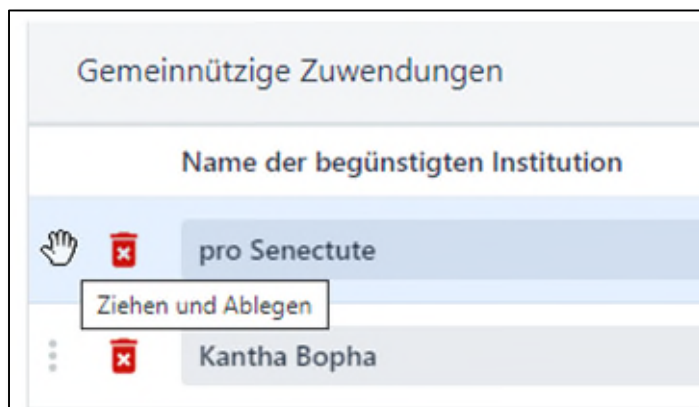 Gemeinnützige Zuwendungen
Name der begünstigten Institution
pro Senectute
Ziehen und Ablegen
Kantha Bopha